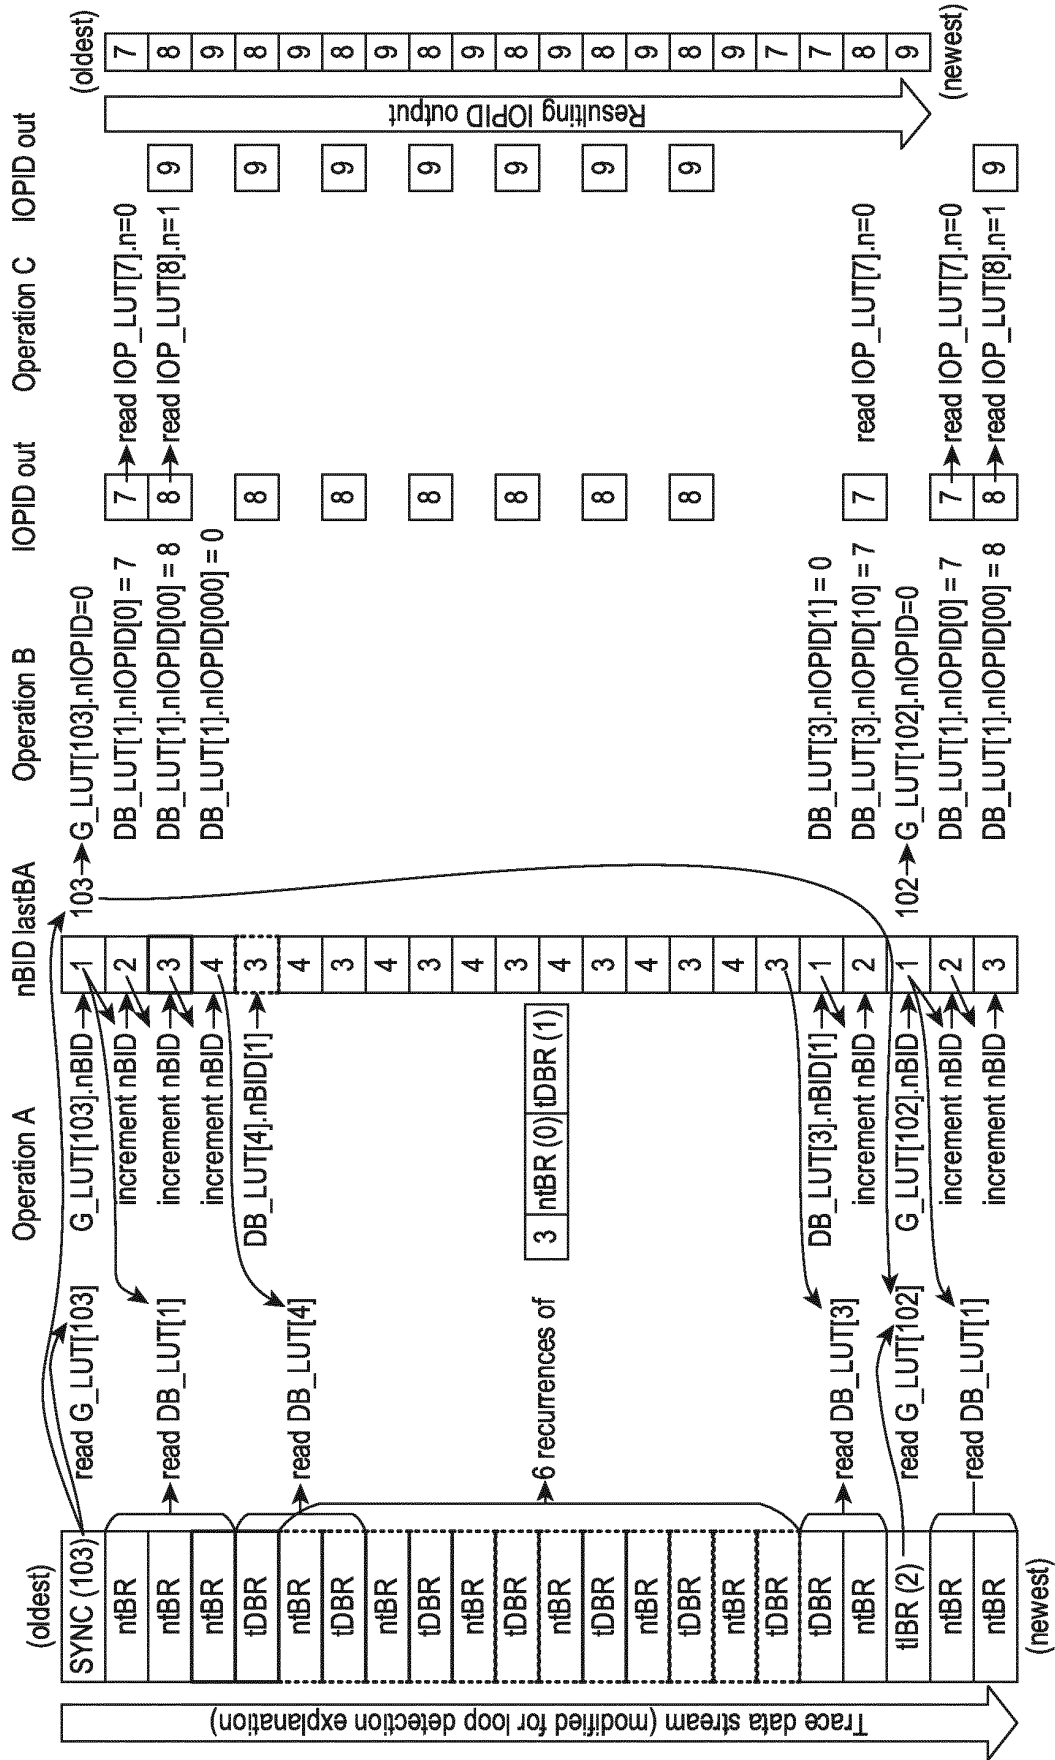 Operation A nBID lastBA Operation B IOPID out Operation C IOPID out
(oldest)
Trace data stream (modified for loop detection explanation)
Resulting IOPID output
SYNC (103) read G_LUT[103] G_LUT[103].nBID 1 103 G_LUT[103].nIOPID=0 (oldest)
ntBR increment nBID 2 DB_LUT[1].nIOPID[0] = 7 7 read IOP_LUT[7].n=0 7
ntBR read DB_LUT[1] increment nBID 3 DB_LUT[1].nIOPID[00] = 8 8 read IOP_LUT[8].n=1 9 8
ntBR increment nBID 4 DB_LUT[1].nIOPID[000] = 0 9
tDBR DB_LUT[4].nBID[1] 3 8 9 8
ntBR read DB_LUT[4] 4 9
tDBR 3 8 9 8
ntBR 4 9
tDBR 3 8 9 8
ntBR 4 9
tDBR 3 8 9 8
ntBR 6 recurrences of 3 ntBR (0) tDBR (1) 4 9
tDBR 3 8 9 8
ntBR 4 9
tDBR 3 8 9 8
ntBR 4 9
tDBR 3 7
tDBR DB_LUT[3].nBID[1] 1 DB_LUT[3].nIOPID[1] = 0 7
ntBR read DB_LUT[3] increment nBID 2 DB_LUT[3].nIOPID[10] = 7 7 read IOP_LUT[7].n=0 8
tIBR (2) read G_LUT[102] G_LUT[102].nBID 1 102 G_LUT[102].nIOPID=0 9
ntBR increment nBID 2 DB_LUT[1].nIOPID[0] = 7 7 read IOP_LUT[7].n=0 (newest)
ntBR read DB_LUT[1] increment nBID 3 DB_LUT[1].nIOPID[00] = 8 8 read IOP_LUT[8].n=1 9
(newest)